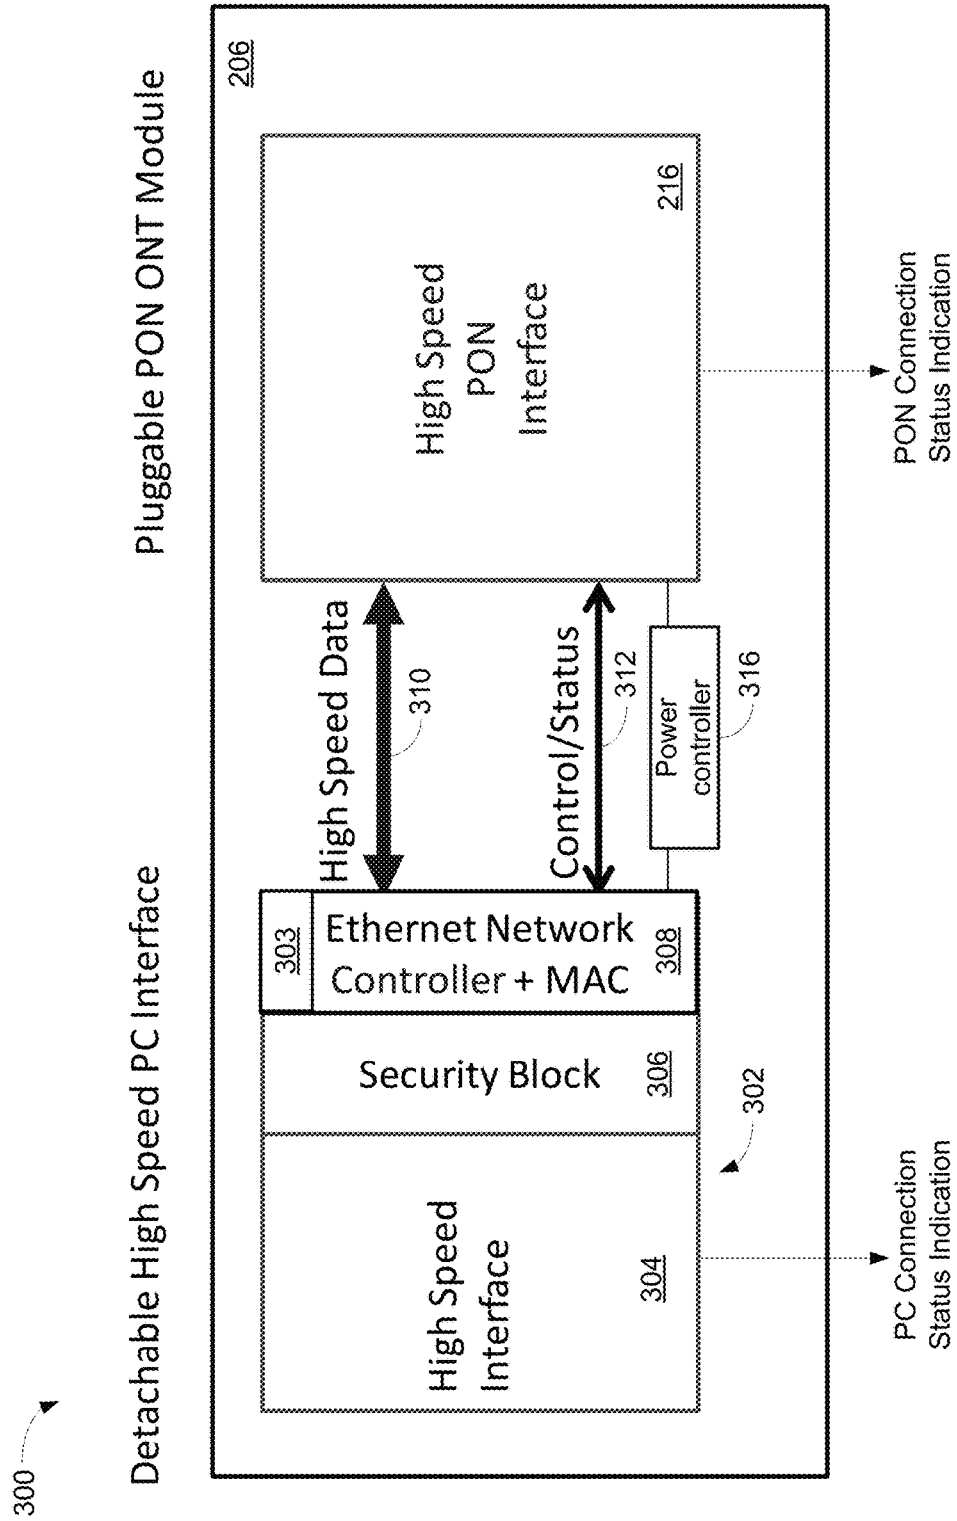 300
Detachable High Speed PC Interface
Pluggable PON ONT Module
206
High Speed
Interface
304
Security Block
306
303
Ethernet Network
Controller + MAC
308
High Speed Data
310
Control/Status
312
Power
controller
316
High Speed
PON
Interface
216
302
PC Connection
Status Indication
PON Connection
Status Indication